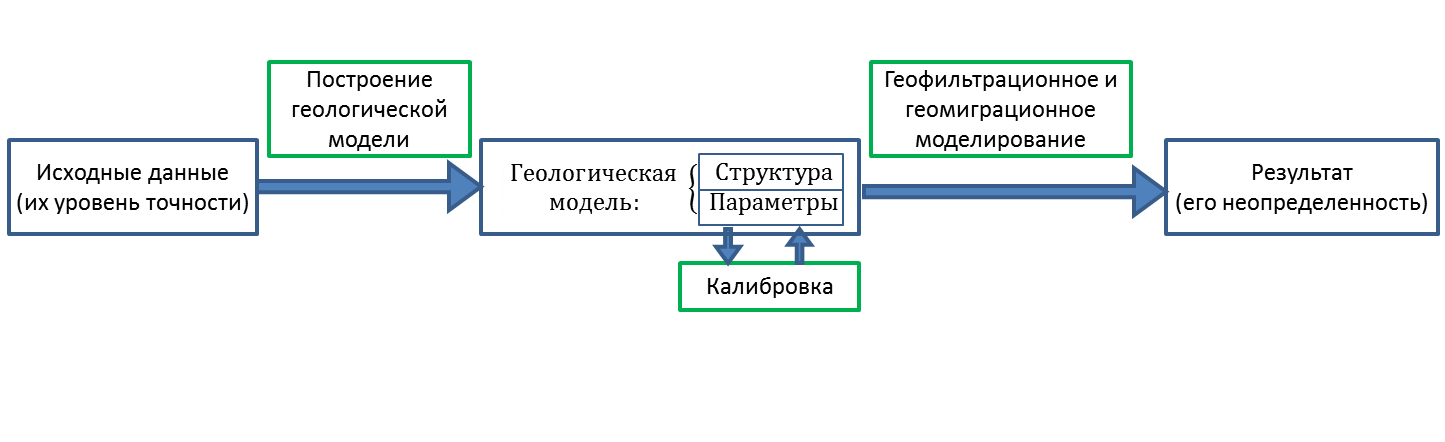 Построение
геологической
модели
Геофильтрационное и
геомиграционное
моделирование
Исходные данные
(их уровень точности)
Геологическая
модель:
Структура
Параметры
Результат
(его неопределенность)
Калибровка